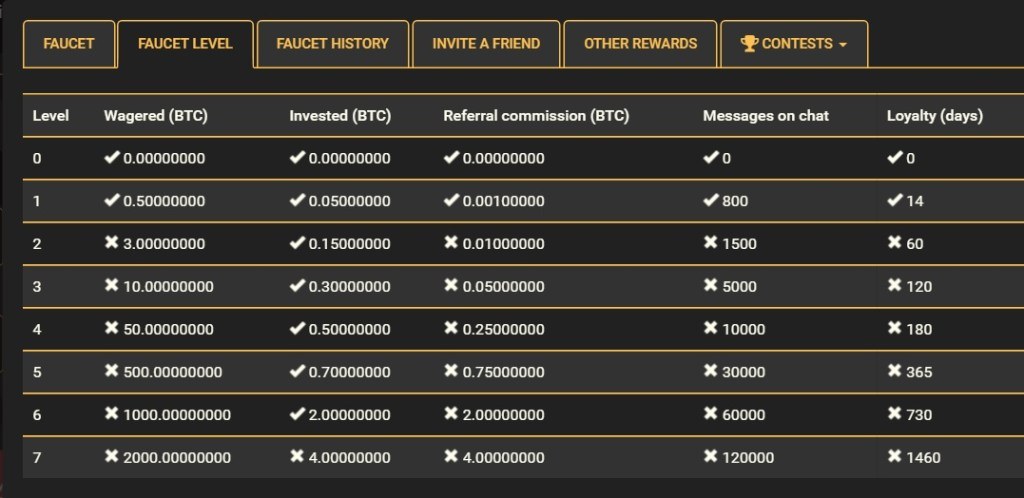 FAUCET FAUCET LEVEL FAUCET HISTORY INVITE A FRIEND OTHER REWARDS CONTESTS
Level Wagered (BTC) Invested (BTC) Referral commission (BTC) Messages on chat Loyalty (days)
0 ✔ 0.00000000 ✔ 0.00000000 ✔ 0.00000000 ✔ 0 ✔ 0
1 ✔ 0.50000000 ✔ 0.05000000 ✔ 0.00100000 ✔ 800 ✔ 14
2 ✖ 3.00000000 ✔ 0.15000000 ✖ 0.01000000 ✖ 1500 ✖ 60
3 ✖ 10.00000000 ✔ 0.30000000 ✖ 0.05000000 ✖ 5000 ✖ 120
4 ✖ 50.00000000 ✔ 0.50000000 ✖ 0.25000000 ✖ 10000 ✖ 180
5 ✖ 500.00000000 ✔ 0.70000000 ✖ 0.75000000 ✖ 30000 ✖ 365
6 ✖ 1000.00000000 ✔ 2.00000000 ✖ 2.00000000 ✖ 60000 ✖ 730
7 ✖ 2000.00000000 ✖ 4.00000000 ✖ 4.00000000 ✖ 120000 ✖ 1460